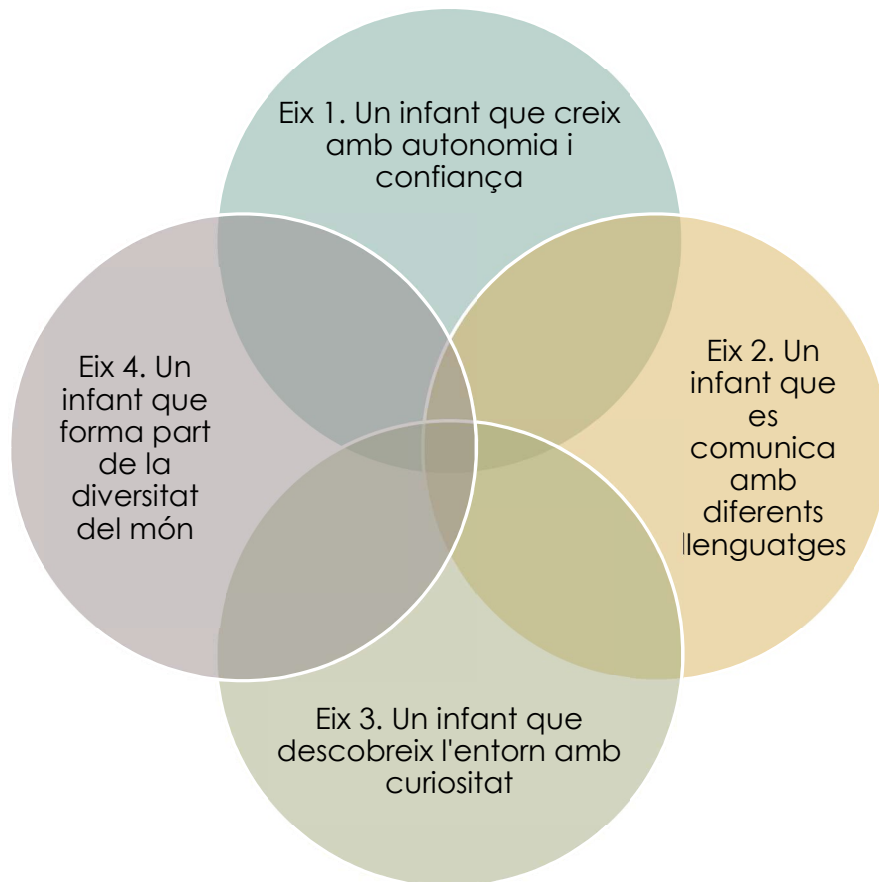 Eix 1. Un infant que creix
amb autonomia i
confiança
Eix 2. Un
infant que
es
comunica
amb
diferents
llenguatges
Eix 3. Un infant que
descobreix l'entorn amb
curiositat
Eix 4. Un
infant que
forma part
de la
diversitat
del món